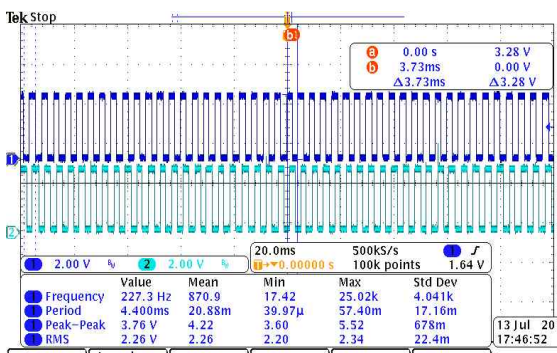 Tek Stop
T
b
a 0.00 s 3.28 V
b 3.73ms 0.00 V
Δ3.73ms Δ3.28 V
1
2
1 2.00 V 2 2.00 V
20.0ms 500kS/s 1
T→▼0.00000 s 100k points 1.64 V
Value Mean Min Max Std Dev
1 Frequency 227.3 Hz 870.9 17.42 25.02k 4.041k
1 Period 4.400ms 20.88m 39.97µ 57.40m 17.16m
1 Peak-Peak 3.76 V 4.22 3.60 5.52 678m
1 RMS 2.26 V 2.26 2.20 2.34 22.4m
13 Jul 20
17:46:52